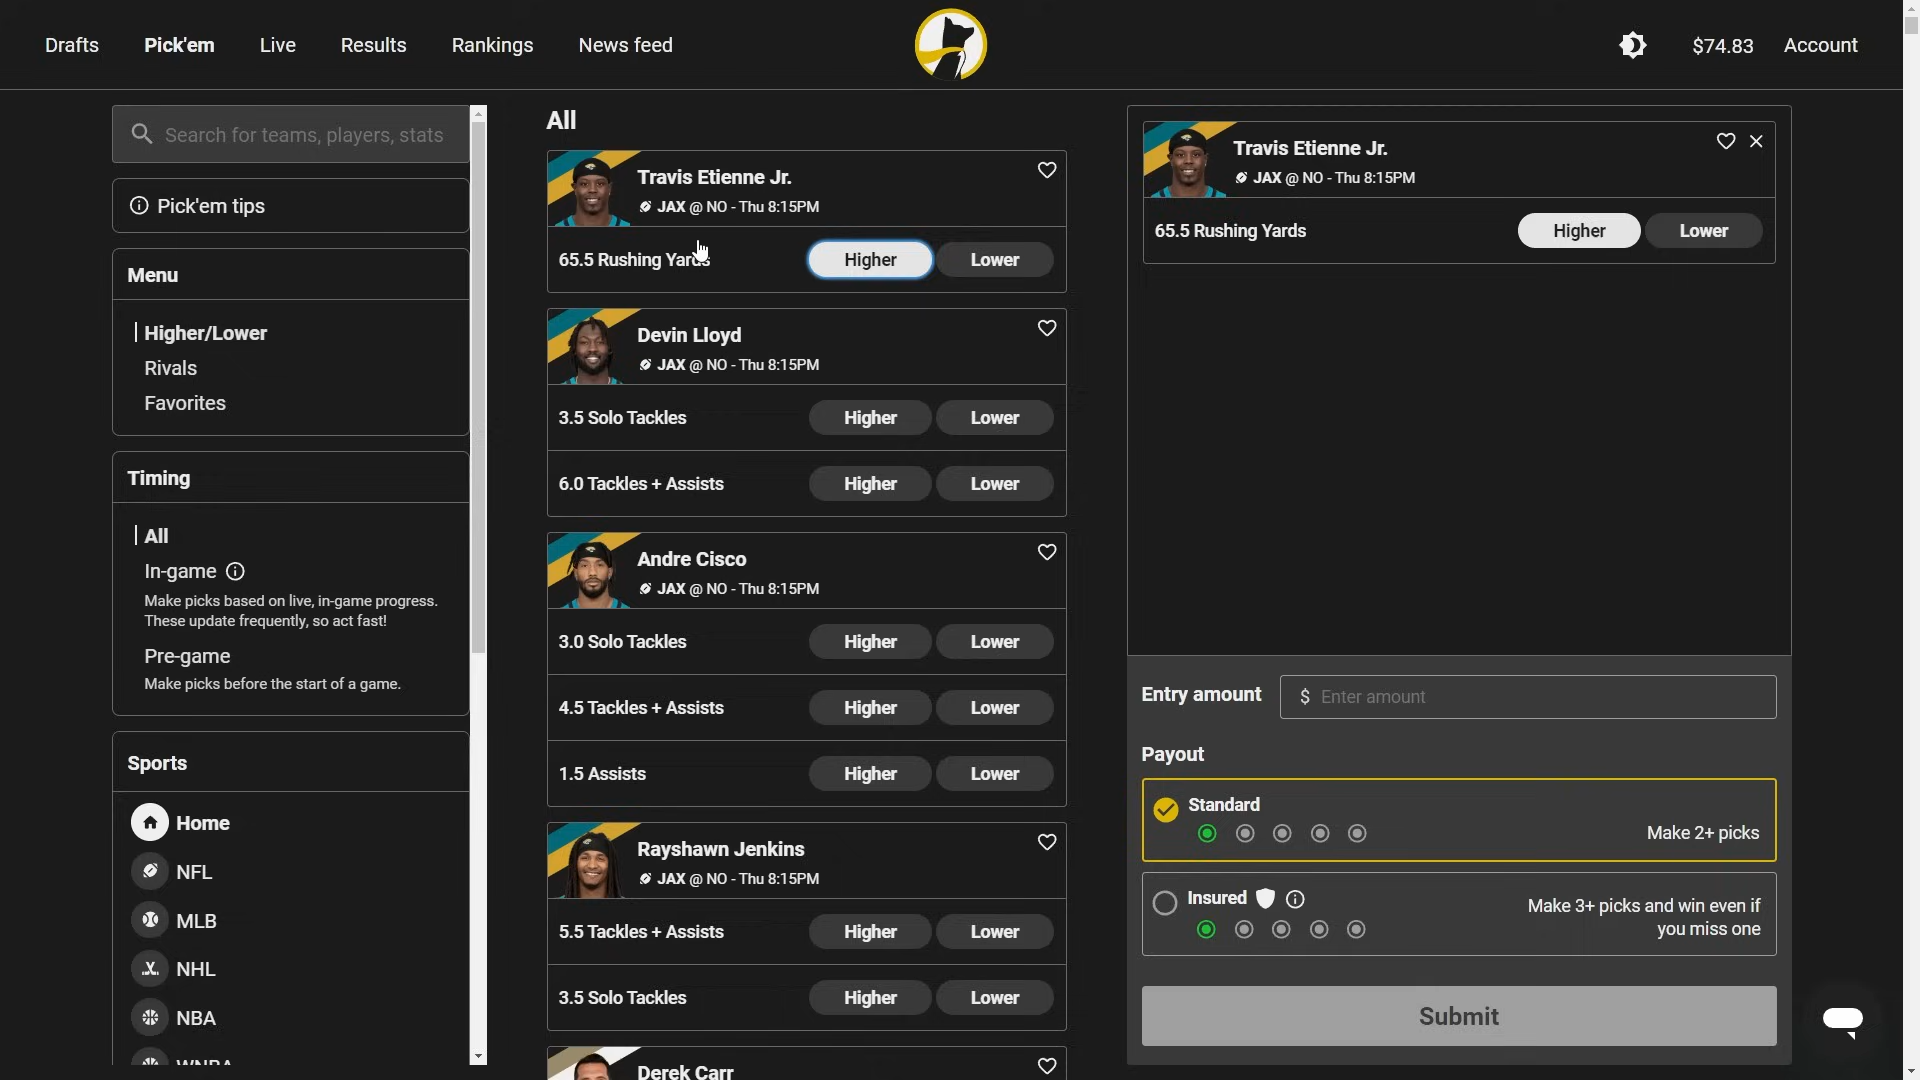 Drafts
Pick'em
Live
Results
Rankings
News feed
$74.83
Account
Search for teams, players, stats
Pick'em tips
Menu
Higher/Lower
Rivals
Favorites
Timing
All
In-game
Make picks based on live, in-game progress.
These update frequently, so act fast!
Pre-game
Make picks before the start of a game.
Sports
Home
NFL
MLB
NHL
NBA
WNBA
All
Travis Etienne Jr.
JAX @ NO - Thu 8:15PM
65.5 Rushing Yards
Higher
Lower
Devin Lloyd
JAX @ NO - Thu 8:15PM
3.5 Solo Tackles
Higher
Lower
6.0 Tackles + Assists
Higher
Lower
Andre Cisco
JAX @ NO - Thu 8:15PM
3.0 Solo Tackles
Higher
Lower
4.5 Tackles + Assists
Higher
Lower
1.5 Assists
Higher
Lower
Rayshawn Jenkins
JAX @ NO - Thu 8:15PM
5.5 Tackles + Assists
Higher
Lower
3.5 Solo Tackles
Higher
Lower
Derek Carr
Travis Etienne Jr.
JAX @ NO - Thu 8:15PM
65.5 Rushing Yards
Higher
Lower
Entry amount
$ Enter amount
Payout
Standard
Make 2+ picks
Insured
Make 3+ picks and win even if
you miss one
Submit